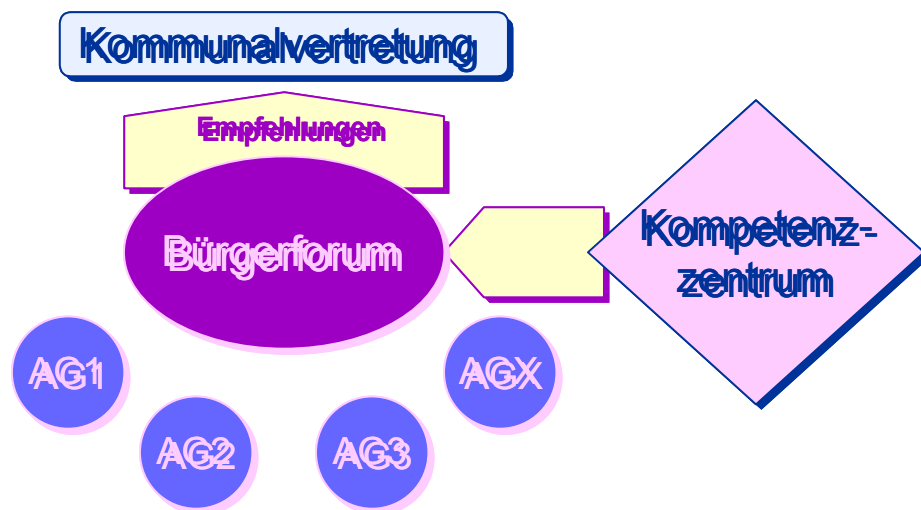 Kommunalvertretung
Empfehlungen
Bürgerforum
Kompetenz-
zentrum
AG1
AGX
AG2
AG3